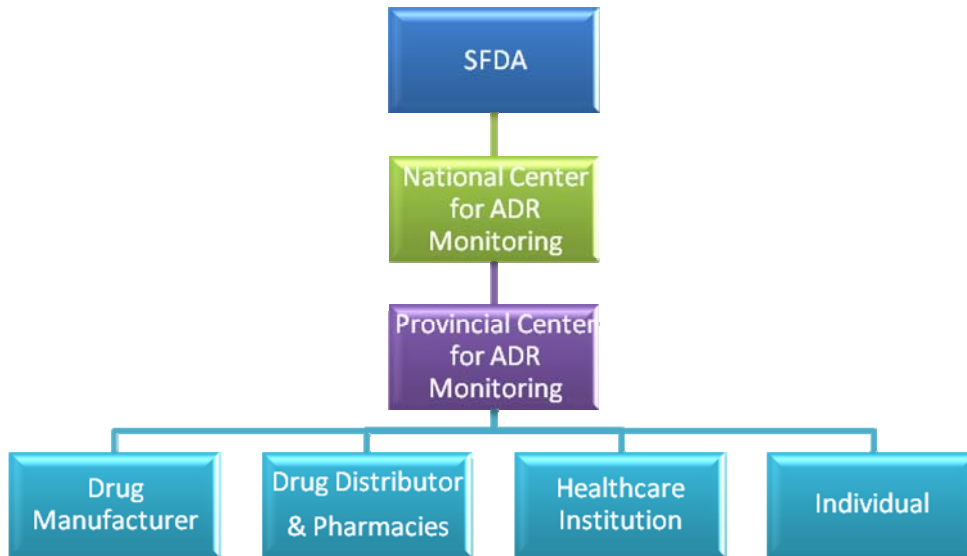 SFDA
National Center
for ADR
Monitoring
Provincial Center
for ADR
Monitoring
Drug
Manufacturer
Drug Distributor
& Pharmacies
Healthcare
Institution
Individual